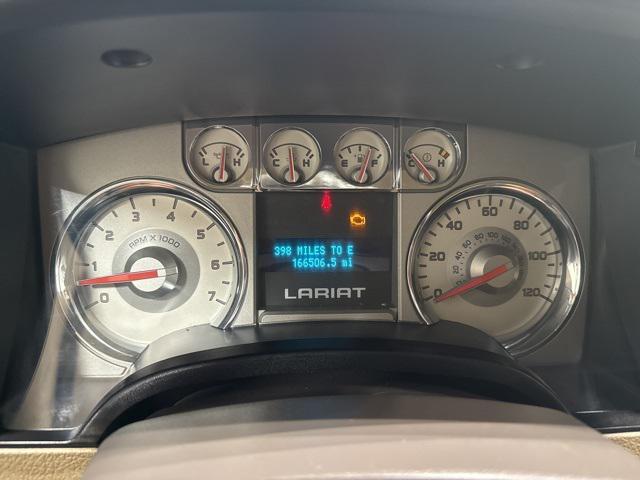 L H
C H
E F
C H
RPM X 1000
0 1 2 3 4 5 6 7
398 MILES TO E
166506.5 mi
LARIAT
0 20 40 60 80 100 120